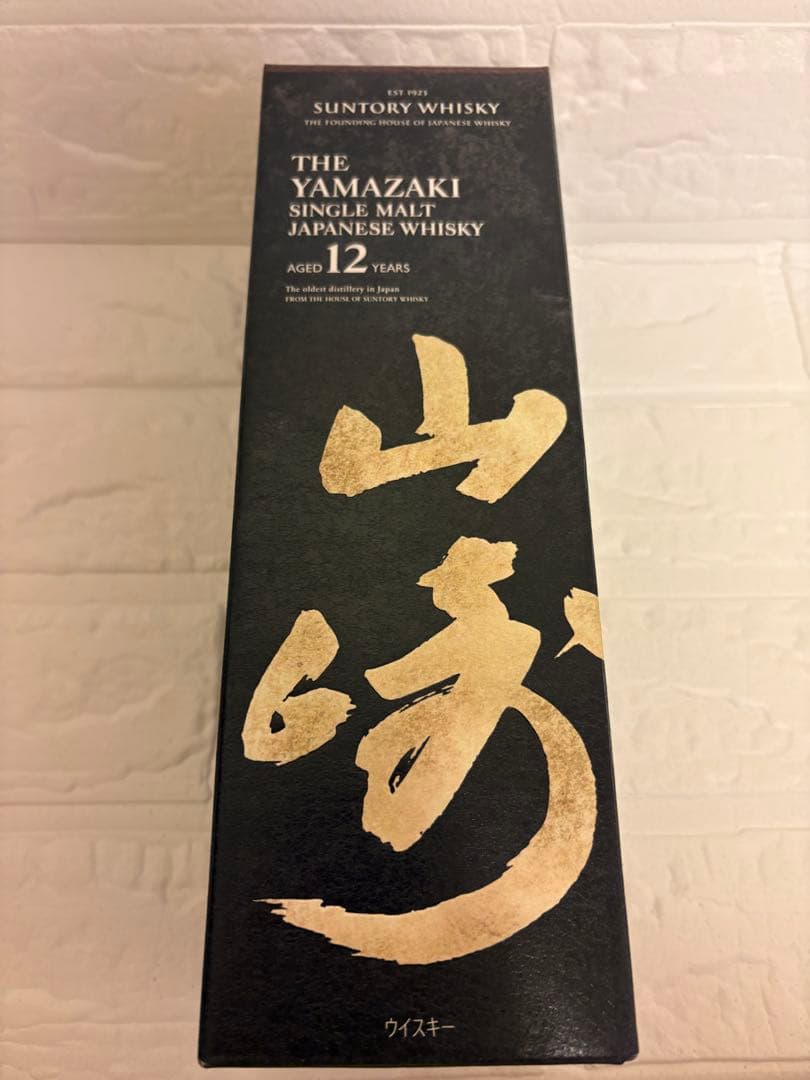 EST 1923
SUNTORY WHISKY
THE FOUNDING HOUSE OF JAPANESE WHISKY
THE
YAMAZAKI
SINGLE MALT
JAPANESE WHISKY
AGED 12 YEARS
The oldest distillery in Japan
FROM THE HOUSE OF SUNTORY WHISKY
山
崎
ウイスキー